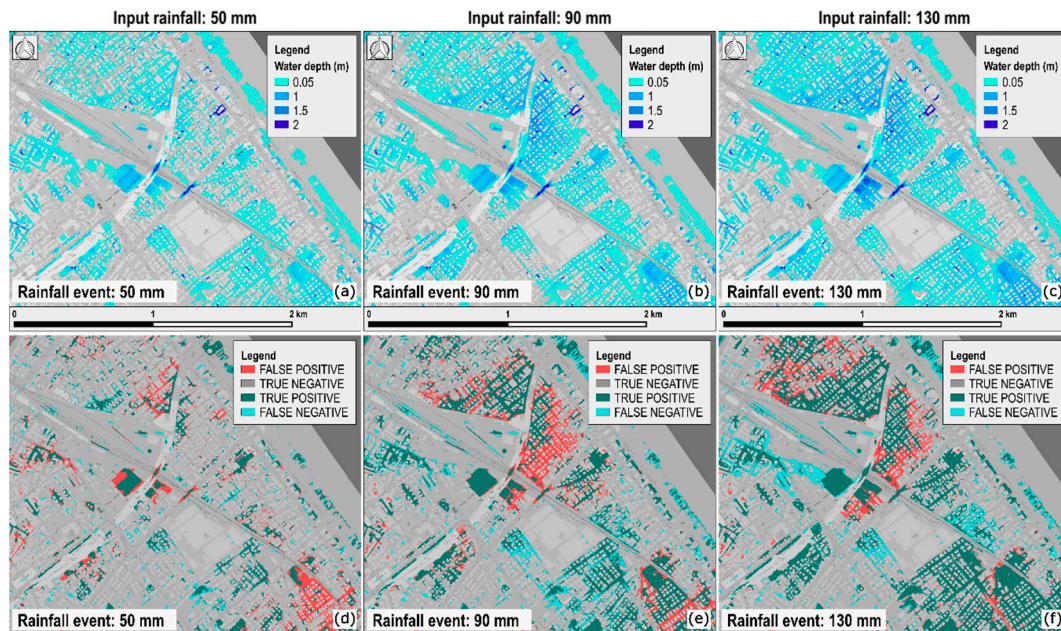 Input rainfall: 50 mm
Input rainfall: 90 mm
Input rainfall: 130 mm
Legend
Water depth (m)
0.05
1
1.5
2
Rainfall event: 50 mm
(a)
Legend
Water depth (m)
0.05
1
1.5
2
Rainfall event: 90 mm
(b)
Legend
Water depth (m)
0.05
1
1.5
2
Rainfall event: 130 mm
(c)
0
1
2 km
0
1
2 km
0
1
2 km
Legend
FALSE POSITIVE
TRUE NEGATIVE
TRUE POSITIVE
FALSE NEGATIVE
Rainfall event: 50 mm
(d)
Legend
FALSE POSITIVE
TRUE NEGATIVE
TRUE POSITIVE
FALSE NEGATIVE
Rainfall event: 90 mm
(e)
Legend
FALSE POSITIVE
TRUE NEGATIVE
TRUE POSITIVE
FALSE NEGATIVE
Rainfall event: 130 mm
(f)